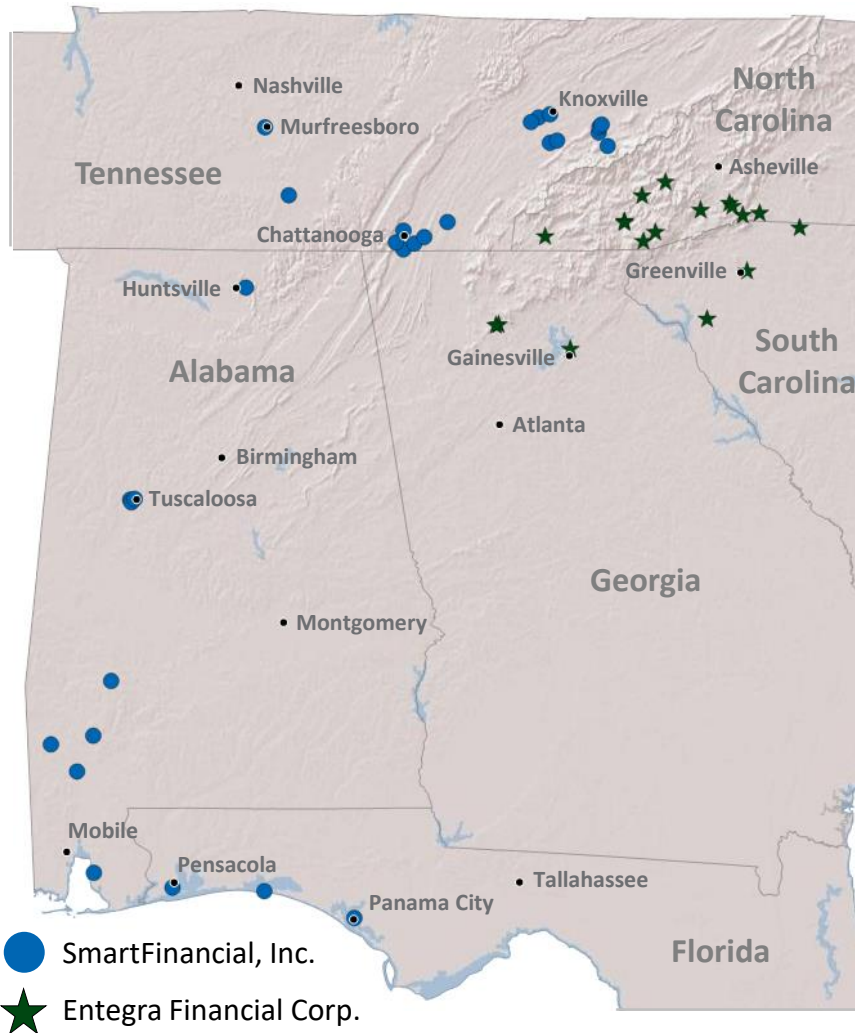 Nashville
Knoxville
North
Carolina
Murfreesboro
Asheville
Tennessee
Chattanooga
Greenville
Huntsville
South
Carolina
Gainesville
Alabama
Atlanta
Birmingham
Tuscaloosa
Georgia
Montgomery
Mobile
Pensacola
Tallahassee
Panama City
Florida
SmartFinancial, Inc.
Entegra Financial Corp.